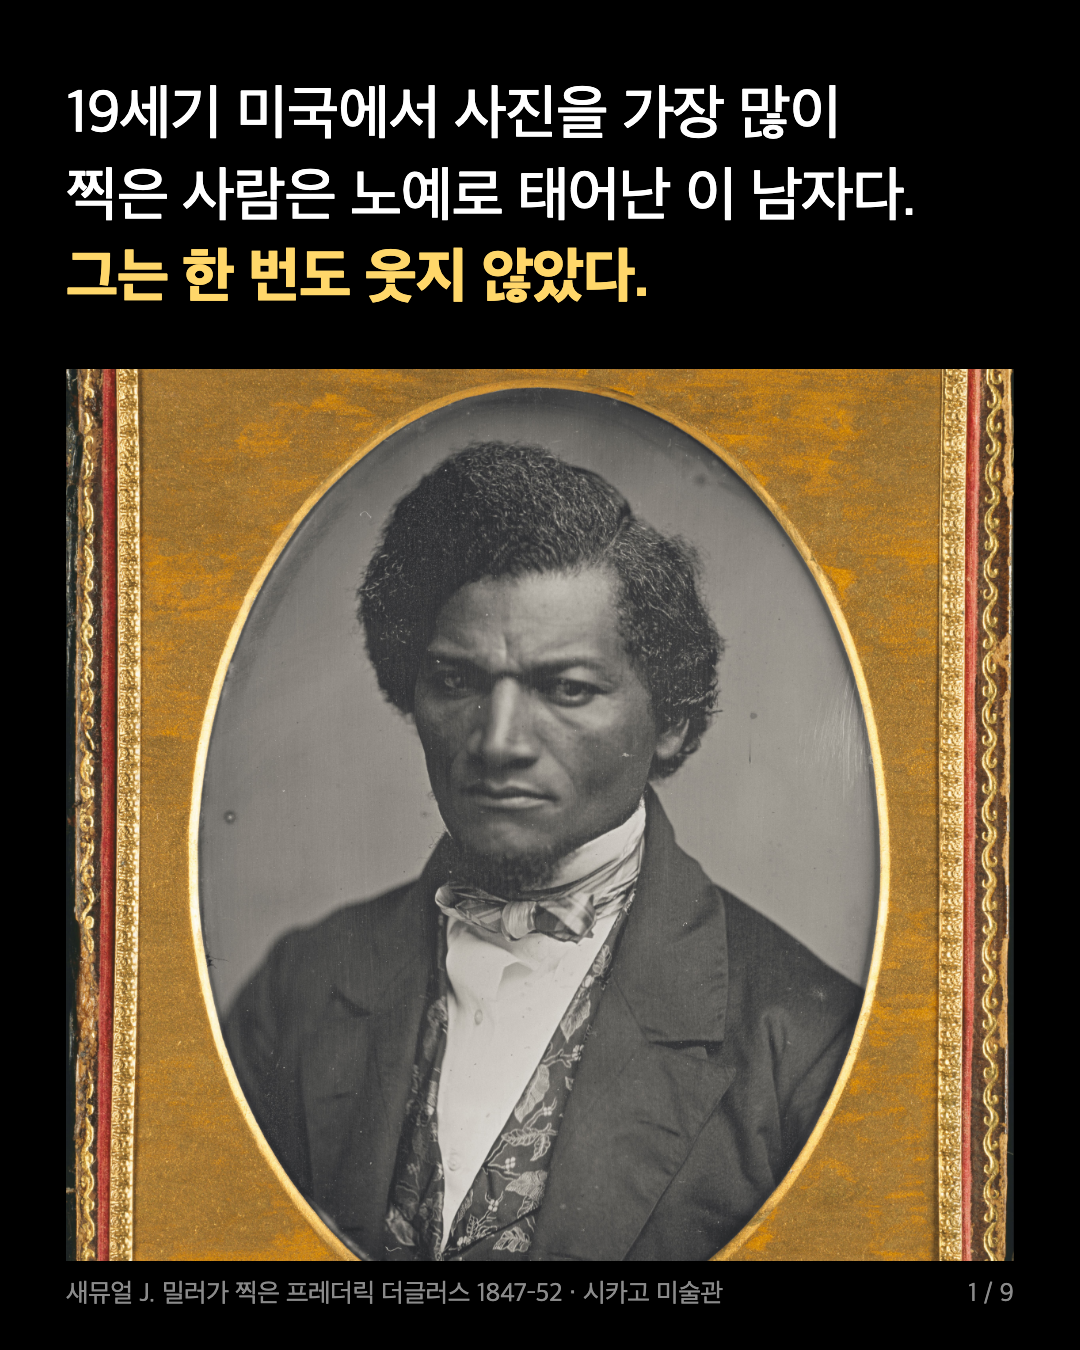 19세기 미국에서 사진을 가장 많이
찍은 사람은 노예로 태어난 이 남자다.
그는 한 번도 웃지 않았다.
새뮤얼 J. 밀러가 찍은 프레더릭 더글러스 1847-52 · 시카고 미술관
1 / 9